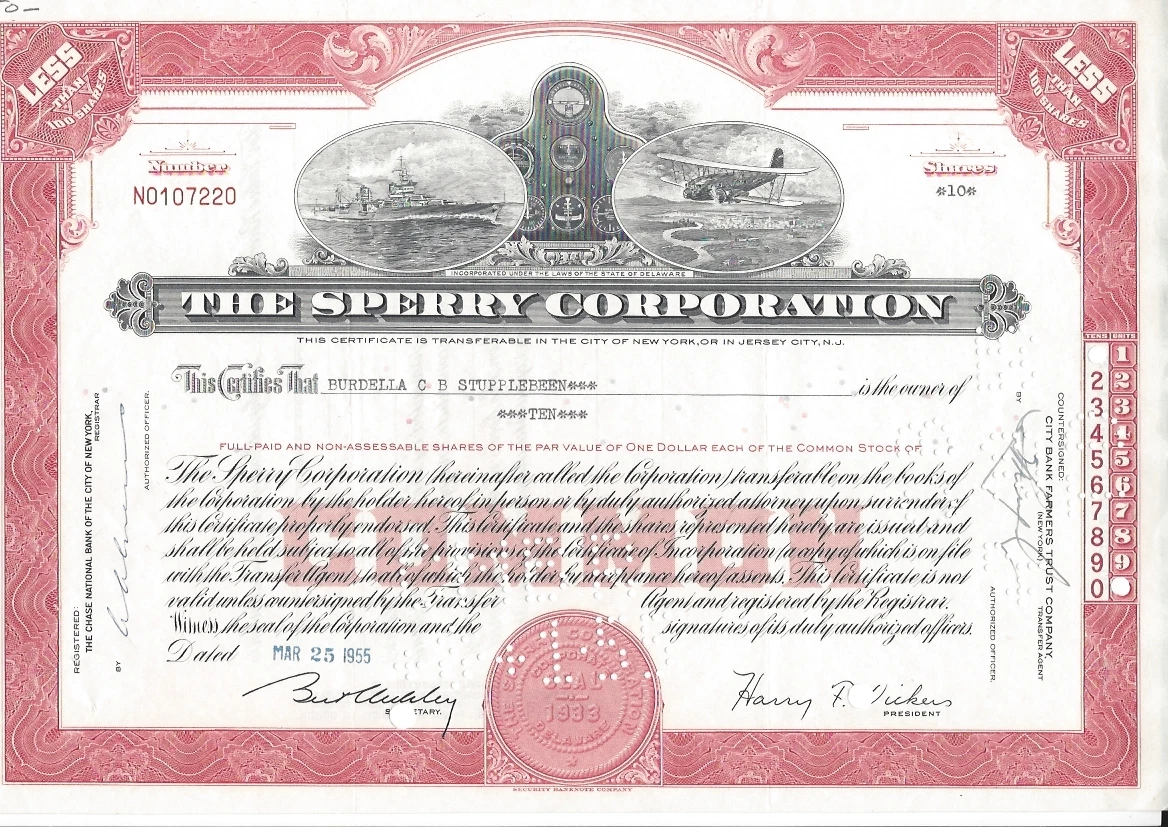 LESS THAN 100 SHARES
LESS THAN 100 SHARES
Number
NO107220
Shares
*10*
INCORPORATED UNDER THE LAWS OF THE STATE OF DELAWARE
THE SPERRY CORPORATION
THIS CERTIFICATE IS TRANSFERABLE IN THE CITY OF NEW YORK, OR IN JERSEY CITY, N.J.
This Certifies That BURDELLA C B STUPPLEBEEN*** is the owner of
***TEN***
FULL-PAID AND NON-ASSESSABLE SHARES OF THE PAR VALUE OF ONE DOLLAR EACH OF THE COMMON STOCK OF
The Sperry Corporation (hereinafter called the Corporation) transferable on the books of
the Corporation by the holder hereof in person or by duly authorized attorney upon surrender of
this certificate properly endorsed. This certificate and the shares represented hereby are issued and
shall be held subject to all of the provisions of the Certificate of Incorporation (a copy of which is on file
with the Transfer Agent), to all of which the holder, by acceptance hereof assents. This Certificate is not
valid unless countersigned by the Transfer Agent and registered by the Registrar.
Witness the seal of the Corporation and the signatures of its duly authorized officers.
Dated MAR 25 1955
COMMON
SECRETARY.
Harry F. Vickers
PRESIDENT
SEAL
1933
DELAWARE
SECURITY BANKNOTE COMPANY
REGISTERED:
THE CHASE NATIONAL BANK OF THE CITY OF NEW YORK,
REGISTRAR
BY
AUTHORIZED OFFICER.
COUNTERSIGNED:
CITY BANK FARMERS TRUST COMPANY,
(NEW YORK)
TRANSFER AGENT
BY
AUTHORIZED OFFICER.
TENS UNITS
1
2 2
3 3
4 4
5 5
6 6
7 7
8 8
9 9
0